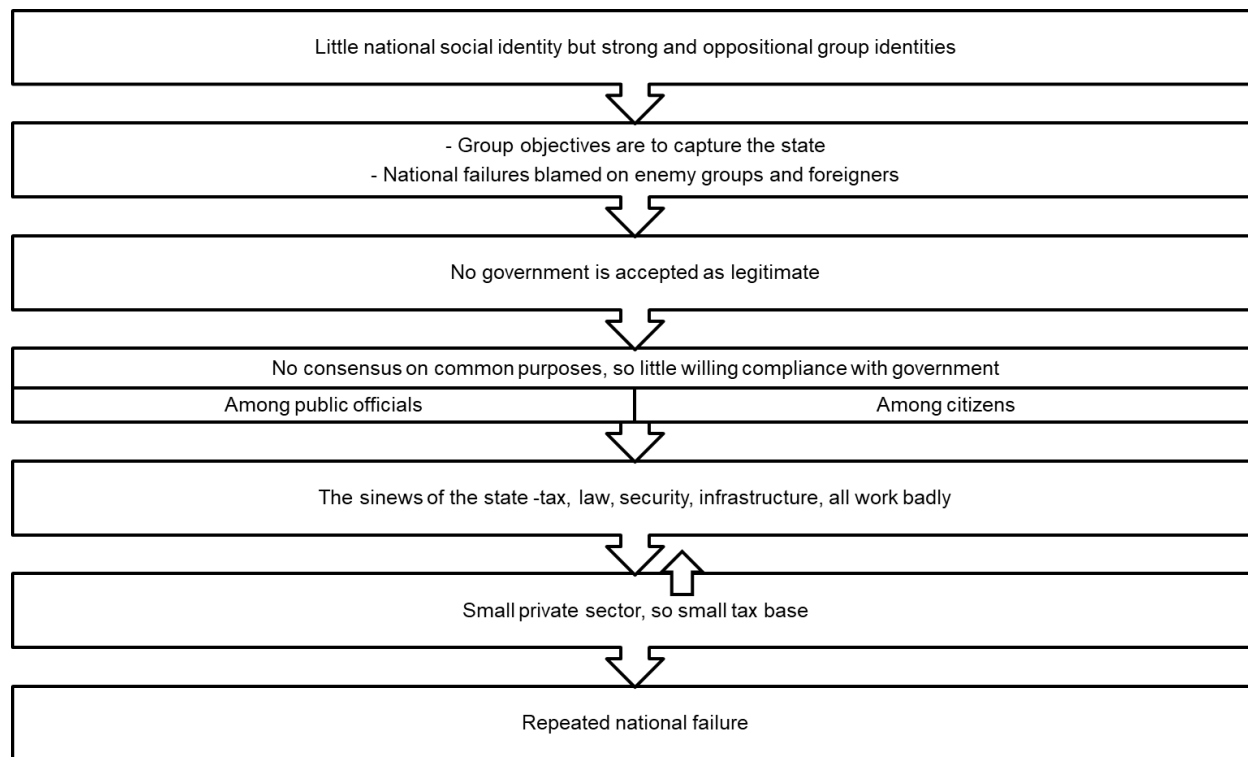 Little national social identity but strong and oppositional group identities
- Group objectives are to capture the state
- National failures blamed on enemy groups and foreigners
No government is accepted as legitimate
No consensus on common purposes, so little willing compliance with government
Among public officials
Among citizens
The sinews of the state -tax, law, security, infrastructure, all work badly
Small private sector, so small tax base
Repeated national failure